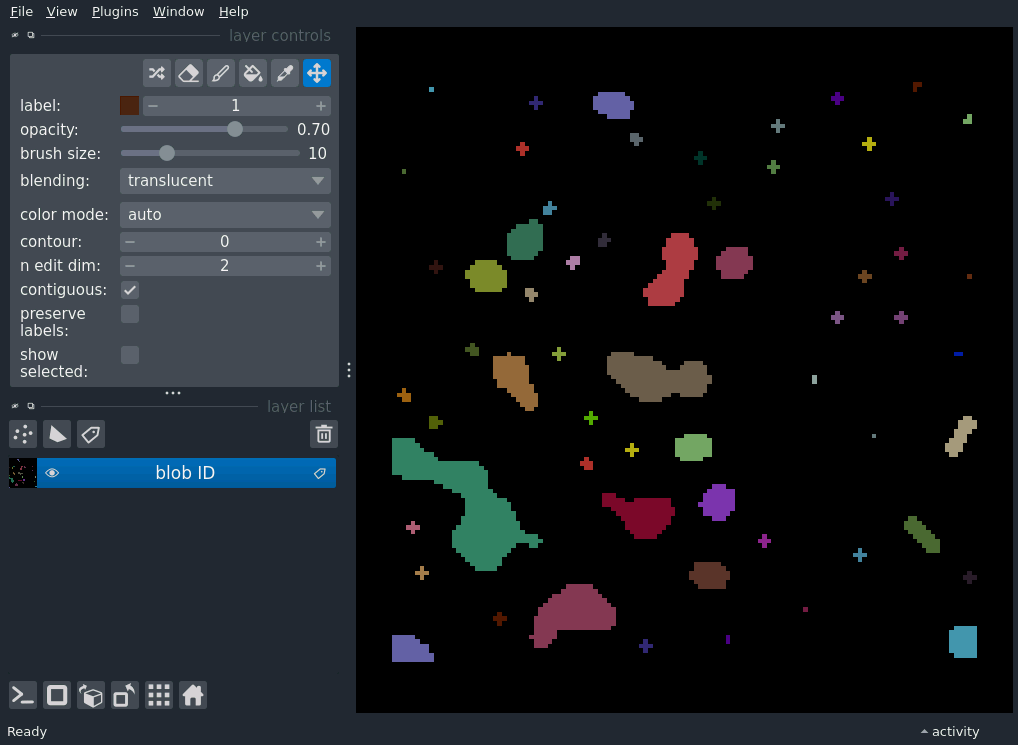 File View Plugins Window Help
layer controls
label: 1
opacity: 0.70
brush size: 10
blending: translucent
color mode: auto
contour: 0
n edit dim: 2
contiguous:
preserve
labels:
show
selected:
layer list
blob ID
Ready
activity